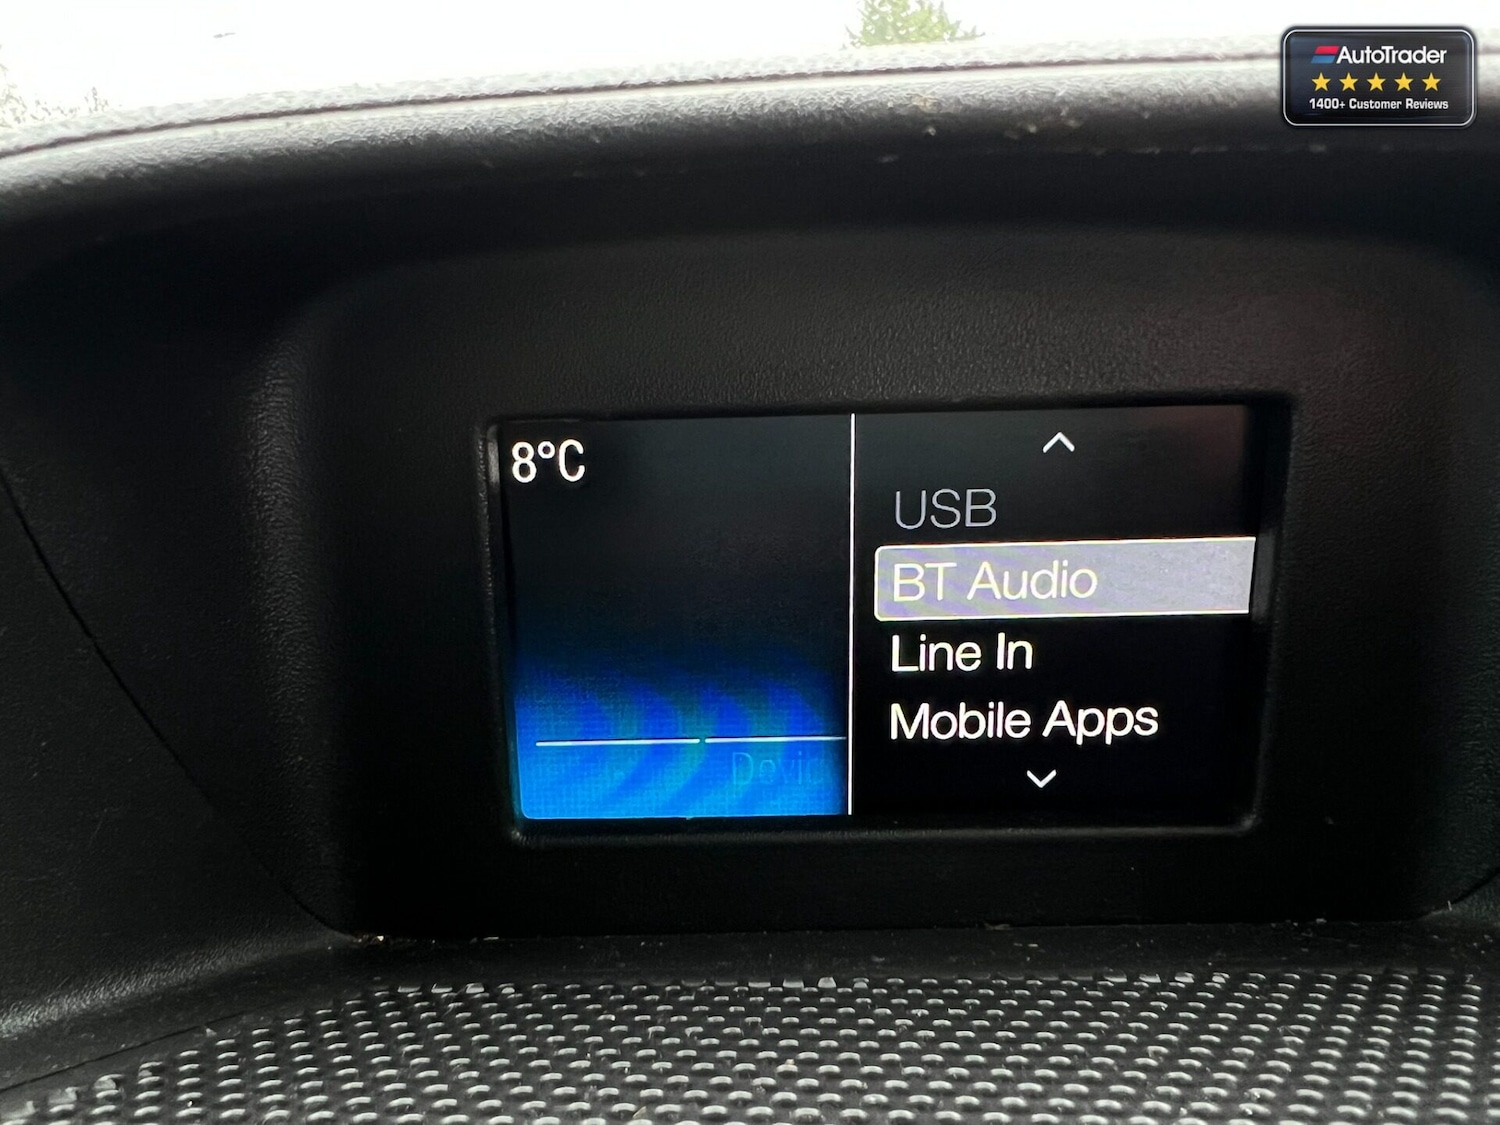 AutoTrader
1400+ Customer Reviews
8°C
USB
BT Audio
Line In
Mobile Apps